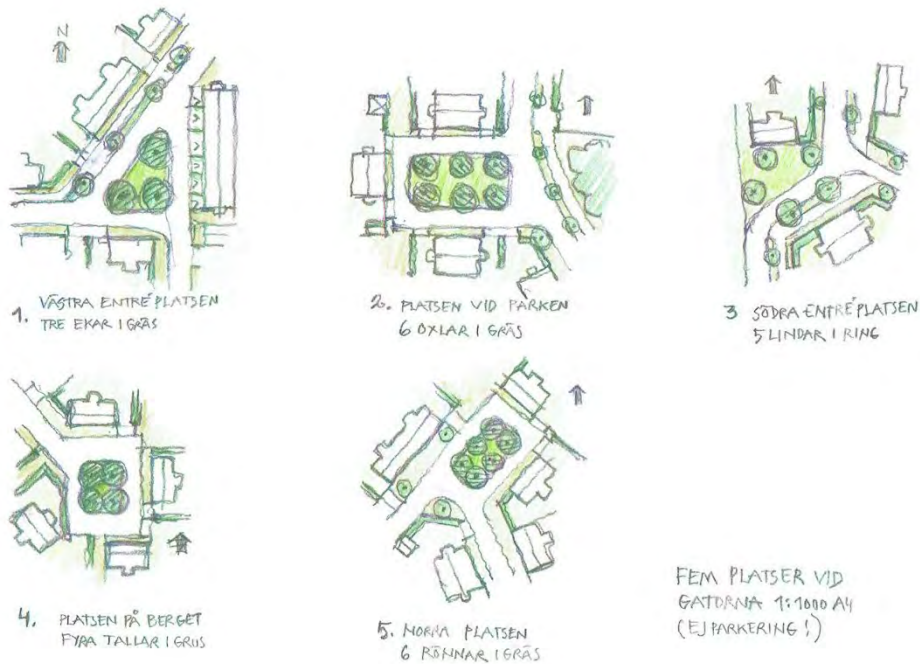 N
1. VÄSTRA ENTRÉPLATSEN
TRE EKAR I GRÄS
2. PLATSEN VID PARKEN
6 OXLAR I GRÄS
3 SÖDRA ENTRÉPLATSEN
5 LINDAR I RING
4. PLATSEN PÅ BERGET
FYRA TALLAR I GRUS
5. NORRA PLATSEN
6 RÖNNAR I GRÄS
FEM PLATSER VID
GATORNA 1:1000 A4
(EJ PARKERING!)